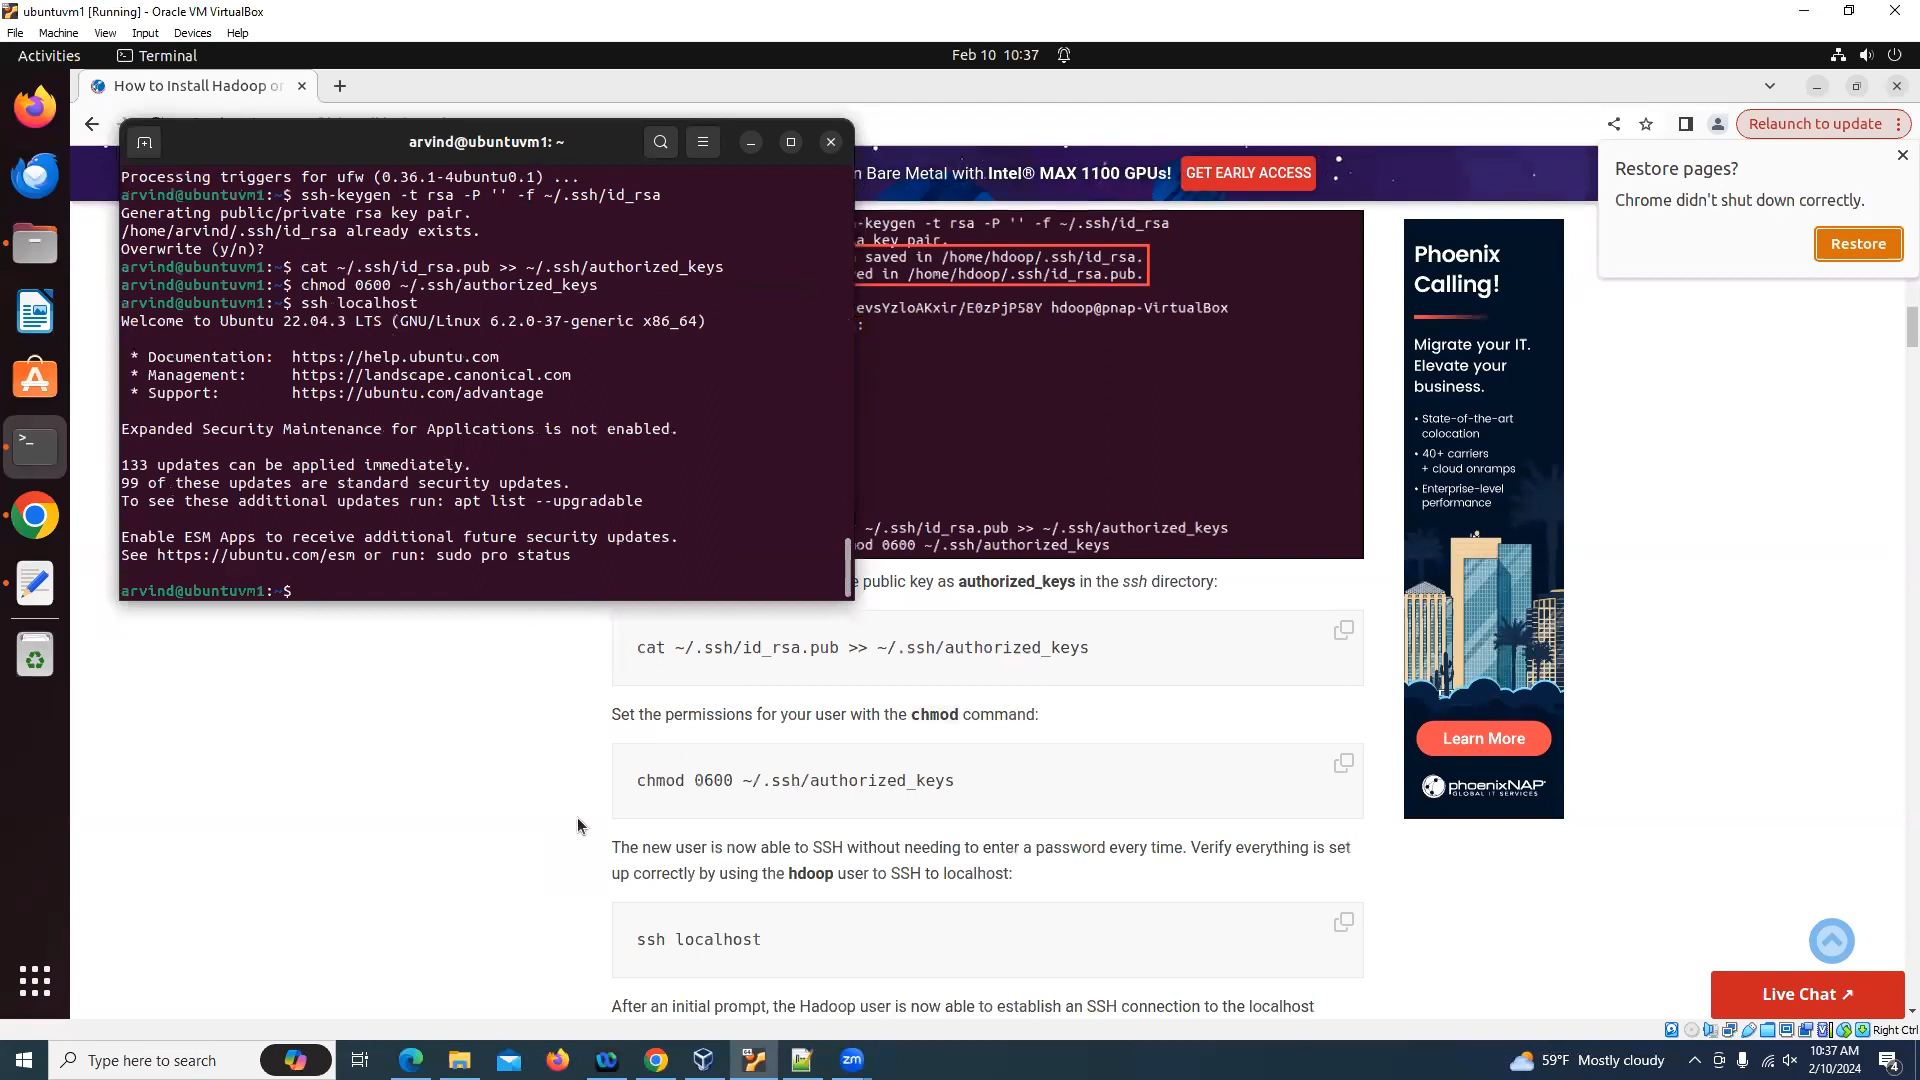 ubuntuvm1 [Running] - Oracle VM VirtualBox
File Machine View Input Devices Help
Activities Terminal Feb 10 10:37
How to Install Hadoop or
Relaunch to update
arvind@ubuntuvm1: ~
n Bare Metal with Intel® MAX 1100 GPUs! GET EARLY ACCESS
Restore pages?
Chrome didn't shut down correctly.
Restore
Processing triggers for ufw (0.36.1-4ubuntu0.1) ...
arvind@ubuntuvm1:~$ ssh-keygen -t rsa -P '' -f ~/.ssh/id_rsa
Generating public/private rsa key pair.
/home/arvind/.ssh/id_rsa already exists.
Overwrite (y/n)?
arvind@ubuntuvm1:~$ cat ~/.ssh/id_rsa.pub >> ~/.ssh/authorized_keys
arvind@ubuntuvm1:~$ chmod 0600 ~/.ssh/authorized_keys
arvind@ubuntuvm1:~$ ssh localhost
Welcome to Ubuntu 22.04.3 LTS (GNU/Linux 6.2.0-37-generic x86_64)
* Documentation: https://help.ubuntu.com
* Management: https://landscape.canonical.com
* Support: https://ubuntu.com/advantage
Expanded Security Maintenance for Applications is not enabled.
133 updates can be applied immediately.
99 of these updates are standard security updates.
To see these additional updates run: apt list --upgradable
Enable ESM Apps to receive additional future security updates.
See https://ubuntu.com/esm or run: sudo pro status
arvind@ubuntuvm1:~$
-keygen -t rsa -P '' -f ~/.ssh/id_rsa
a key pair.
saved in /home/hdoop/.ssh/id_rsa.
ved in /home/hdoop/.ssh/id_rsa.pub.
evsYzloAKxir/E0zPjP58Y hdoop@pnap-VirtualBox
:
~/.ssh/id_rsa.pub >> ~/.ssh/authorized_keys
od 0600 ~/.ssh/authorized_keys
e public key as authorized_keys in the ssh directory:
cat ~/.ssh/id_rsa.pub >> ~/.ssh/authorized_keys
Set the permissions for your user with the chmod command:
chmod 0600 ~/.ssh/authorized_keys
The new user is now able to SSH without needing to enter a password every time. Verify everything is set
up correctly by using the hdoop user to SSH to localhost:
ssh localhost
After an initial prompt, the Hadoop user is now able to establish an SSH connection to the localhost
Phoenix
Calling!
Migrate your IT.
Elevate your
business.
• State-of-the-art
colocation
• 40+ carriers
+ cloud onramps
• Enterprise-level
performance
Learn More
phoenixNAP
GLOBAL IT SERVICES
Live Chat ↗
Right Ctrl
Type here to search
zm
59°F Mostly cloudy
10:37 AM
2/10/2024
4